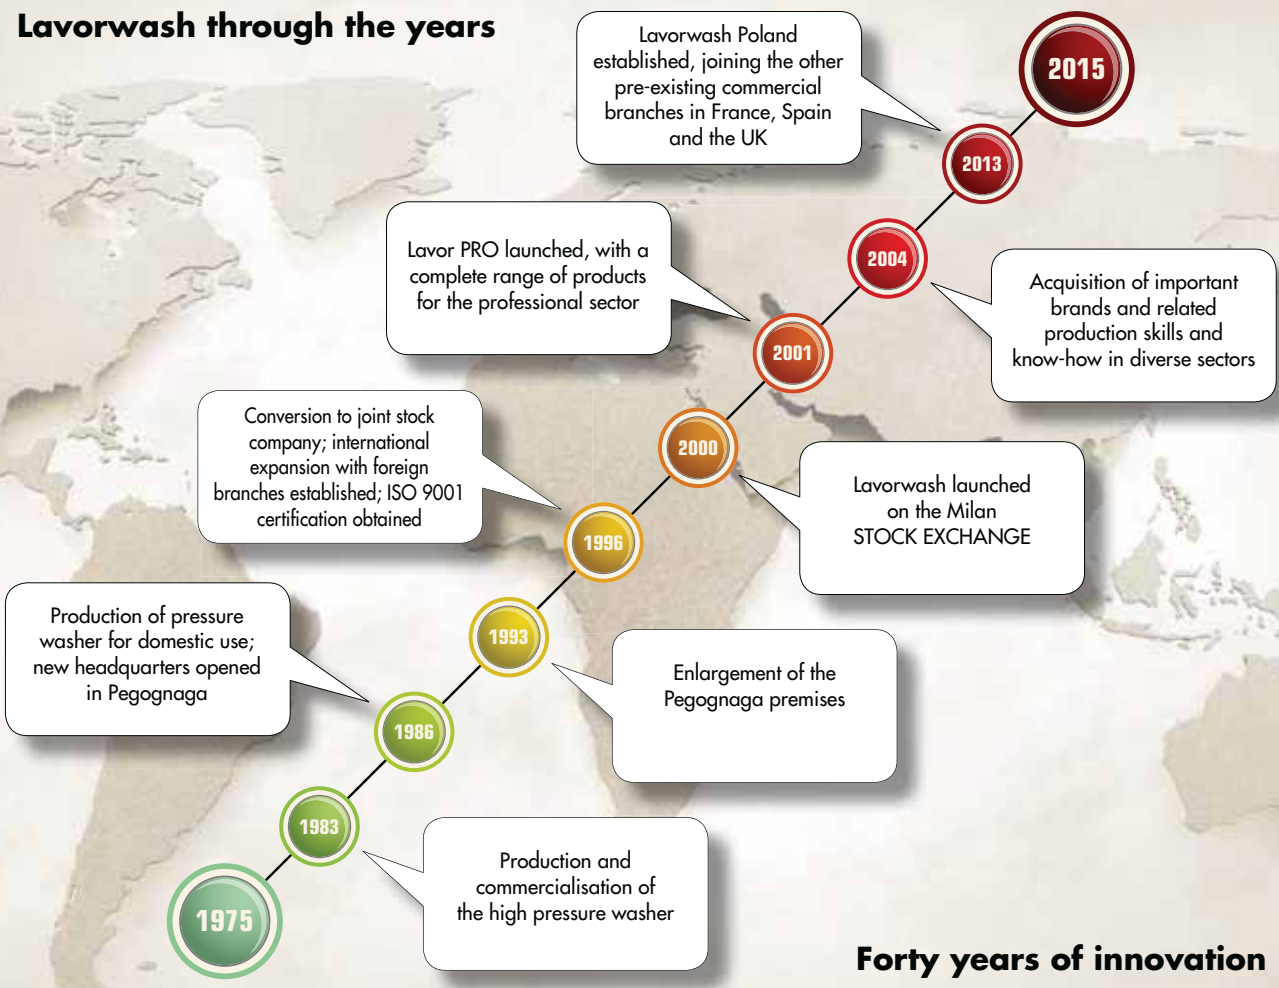 Lavorwash through the years
Lavorwash Poland
established, joining the other
pre-existing commercial
branches in France, Spain
and the UK
2015
2013
Lavor PRO launched, with a
complete range of products
for the professional sector
2004
Acquisition of important
brands and related
production skills and
know-how in diverse sectors
2001
Conversion to joint stock
company; international
expansion with foreign
branches established; ISO 9001
certification obtained
2000
Lavorwash launched
on the Milan
STOCK EXCHANGE
1996
Production of pressure
washer for domestic use;
new headquarters opened
in Pegognaga
1993
Enlargement of the
Pegognaga premises
1986
1983
Production and
commercialisation of
the high pressure washer
1975
Forty years of innovation